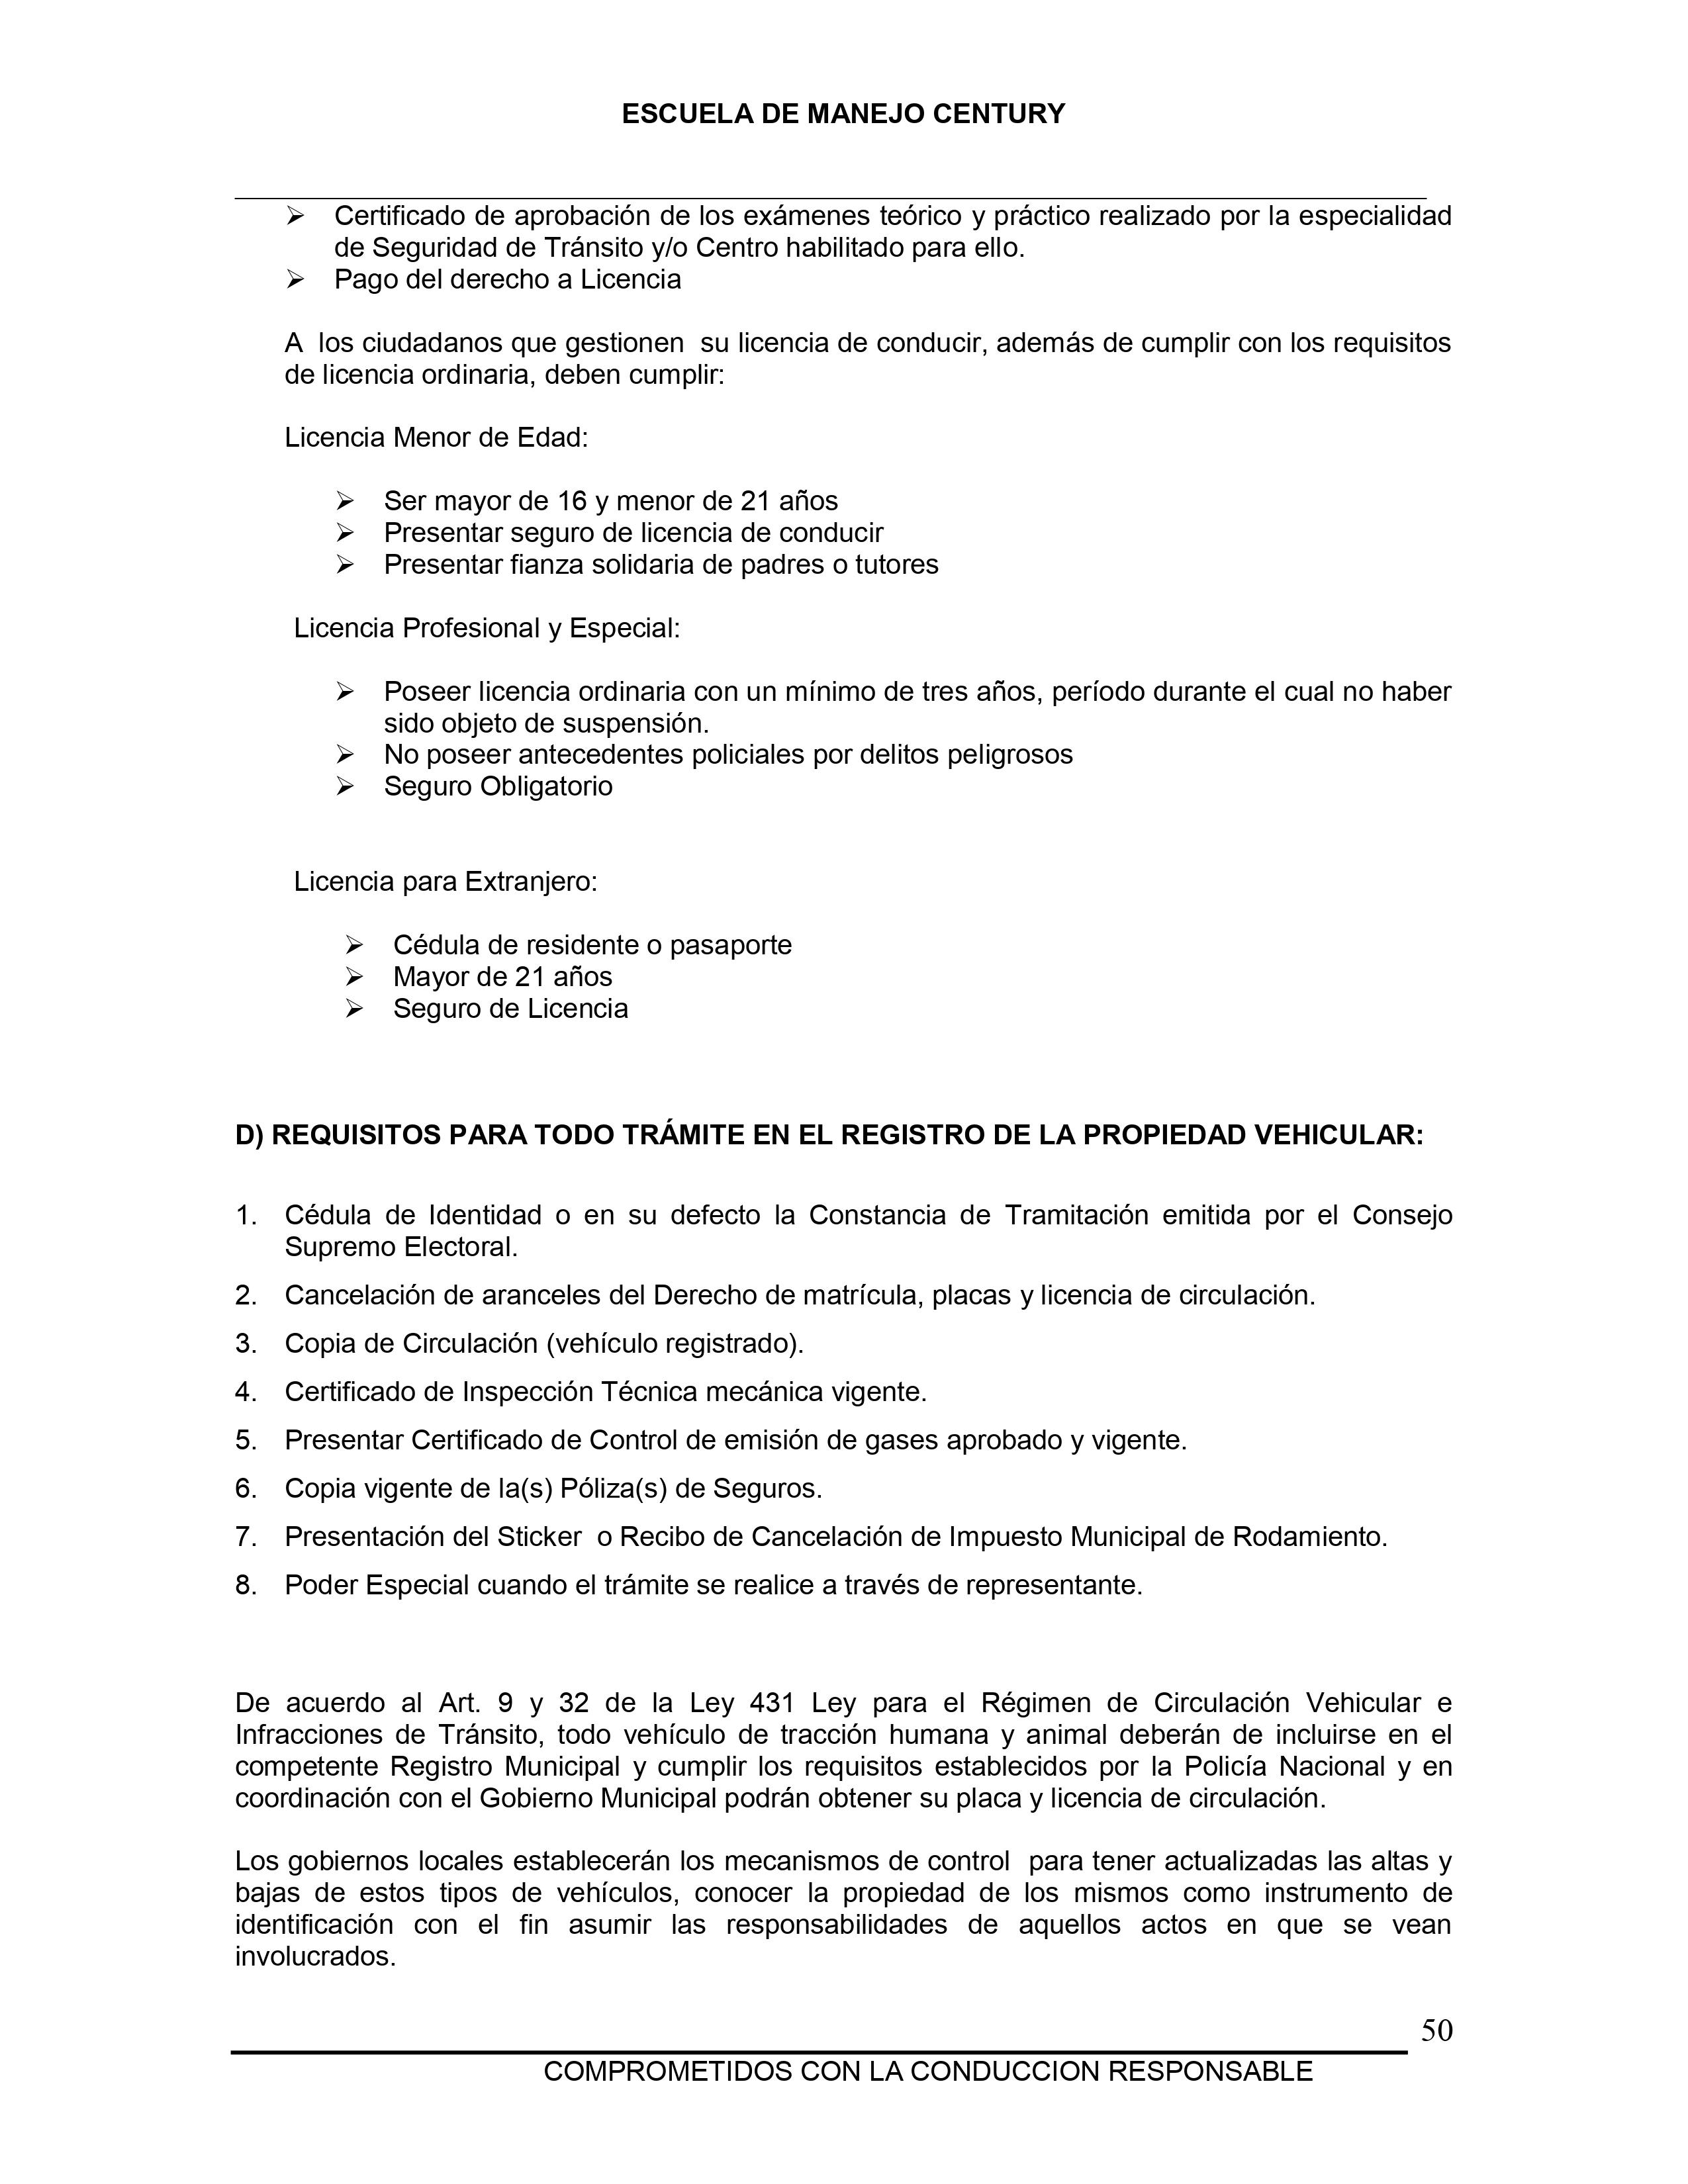 ESCUELA DE MANEJO CENTURY
➢ Certificado de aprobación de los exámenes teórico y práctico realizado por la especialidad
de Seguridad de Tránsito y/o Centro habilitado para ello.
➢ Pago del derecho a Licencia
A los ciudadanos que gestionen su licencia de conducir, además de cumplir con los requisitos
de licencia ordinaria, deben cumplir:
Licencia Menor de Edad:
➢ Ser mayor de 16 y menor de 21 años
➢ Presentar seguro de licencia de conducir
➢ Presentar fianza solidaria de padres o tutores
Licencia Profesional y Especial:
➢ Poseer licencia ordinaria con un mínimo de tres años, período durante el cual no haber
sido objeto de suspensión.
➢ No poseer antecedentes policiales por delitos peligrosos
➢ Seguro Obligatorio
Licencia para Extranjero:
➢ Cédula de residente o pasaporte
➢ Mayor de 21 años
➢ Seguro de Licencia
D) REQUISITOS PARA TODO TRÁMITE EN EL REGISTRO DE LA PROPIEDAD VEHICULAR:
1. Cédula de Identidad o en su defecto la Constancia de Tramitación emitida por el Consejo
Supremo Electoral.
2. Cancelación de aranceles del Derecho de matrícula, placas y licencia de circulación.
3. Copia de Circulación (vehículo registrado).
4. Certificado de Inspección Técnica mecánica vigente.
5. Presentar Certificado de Control de emisión de gases aprobado y vigente.
6. Copia vigente de la(s) Póliza(s) de Seguros.
7. Presentación del Sticker o Recibo de Cancelación de Impuesto Municipal de Rodamiento.
8. Poder Especial cuando el trámite se realice a través de representante.
De acuerdo al Art. 9 y 32 de la Ley 431 Ley para el Régimen de Circulación Vehicular e
Infracciones de Tránsito, todo vehículo de tracción humana y animal deberán de incluirse en el
competente Registro Municipal y cumplir los requisitos establecidos por la Policía Nacional y en
coordinación con el Gobierno Municipal podrán obtener su placa y licencia de circulación.
Los gobiernos locales establecerán los mecanismos de control para tener actualizadas las altas y
bajas de estos tipos de vehículos, conocer la propiedad de los mismos como instrumento de
identificación con el fin asumir las responsabilidades de aquellos actos en que se vean
involucrados.
50
COMPROMETIDOS CON LA CONDUCCION RESPONSABLE